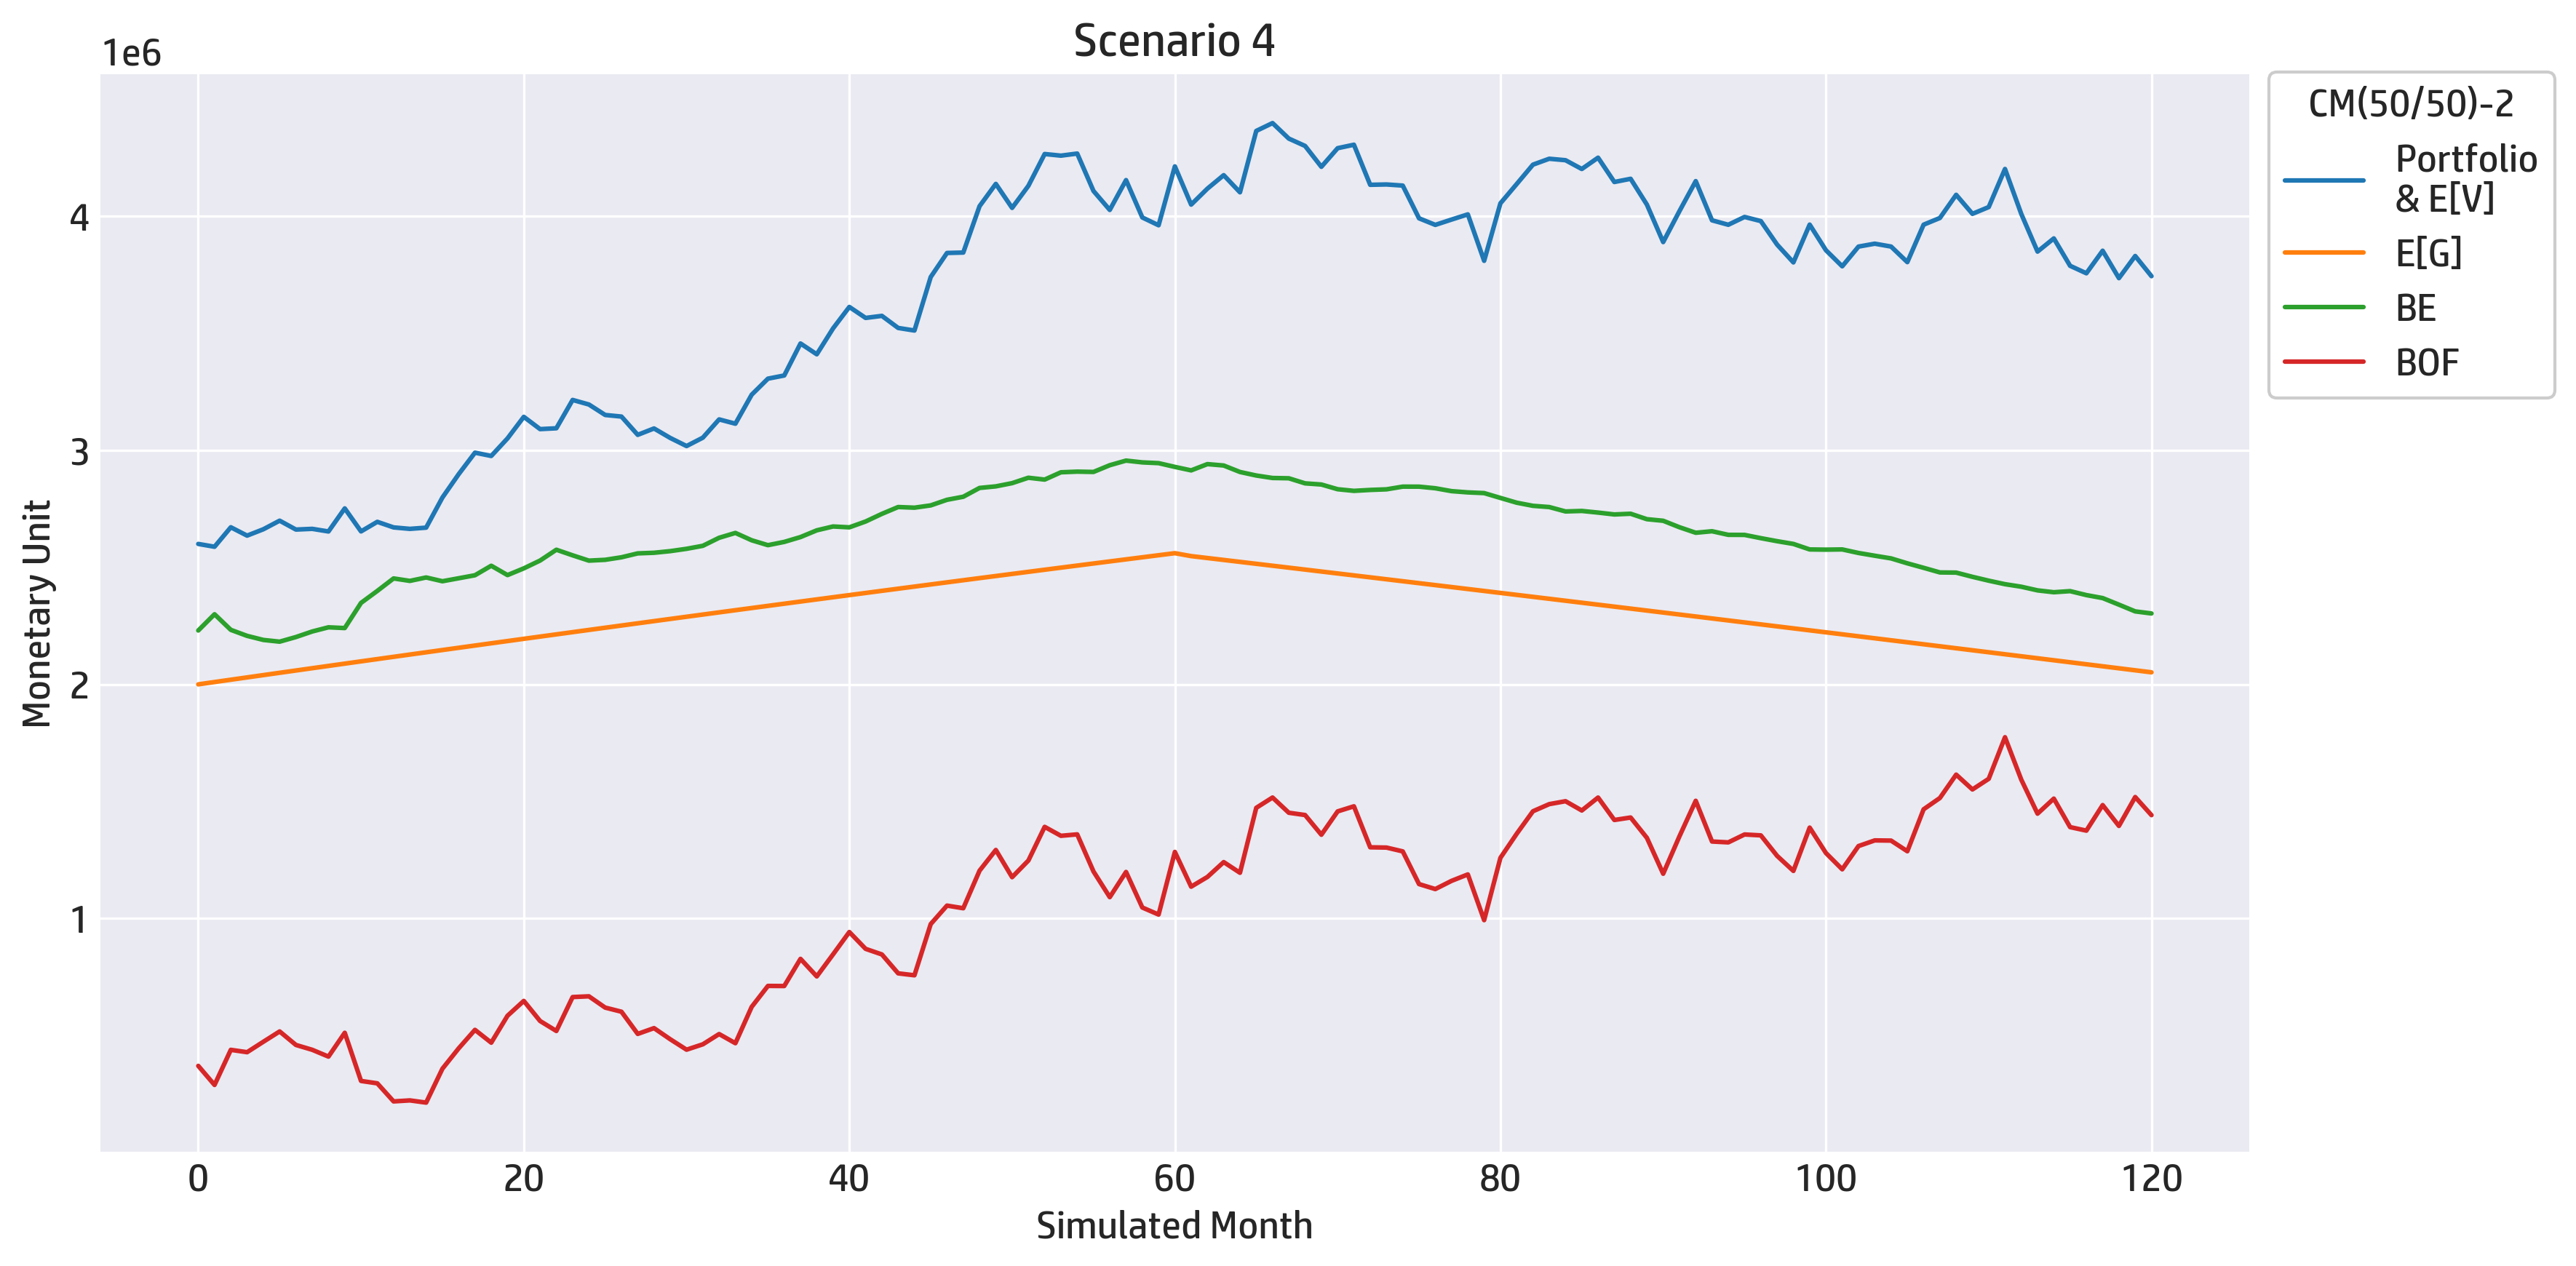 Scenario 4
1e6
4
3
2
1
Monetary Unit
0 20 40 60 80 100 120
Simulated Month
CM(50/50)-2
Portfolio
& E[V]
E[G]
BE
BOF